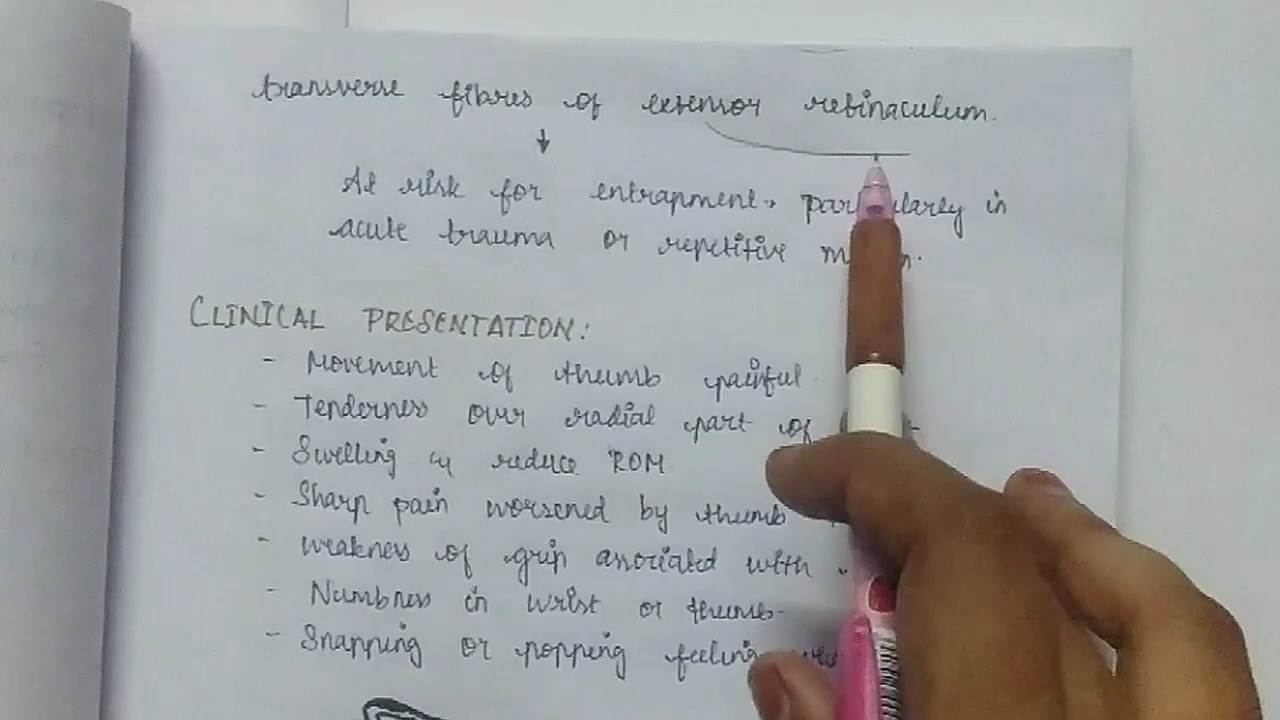 transverse fibres of extensor retinaculum.
↓
At risk for entrapment, particularly in
acute trauma or repetitive
CLINICAL PRESENTATION:
- Movement of thumb painful.
- Tenderness over radial part of
- Swelling & reduce ROM.
- Sharp pain worsened by thumb
- Weakness of grip associated with
- Numbness in wrist or thumb.
- Snapping or popping feeling